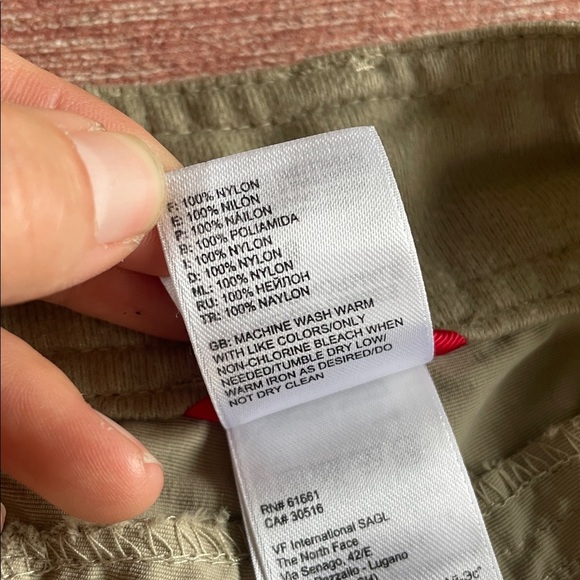 F: 100% NYLON
E: 100% NILÓN
P: 100% NÁILON
B: 100% POLIAMIDA
I: 100% NYLON
D: 100% NYLON
NL: 100% NYLON
RU: 100% НЕЙЛОН
TR: 100% NAYLON
GB: MACHINE WASH WARM
WITH LIKE COLORS/ONLY
NON-CHLORINE BLEACH WHEN
NEEDED/TUMBLE DRY LOW/
WARM IRON AS DESIRED/DO
NOT DRY CLEAN
RN# 61661
CA# 30516
VF International SAGL
The North Face
Via Senago, 42/E
Pazzallo - Lugano